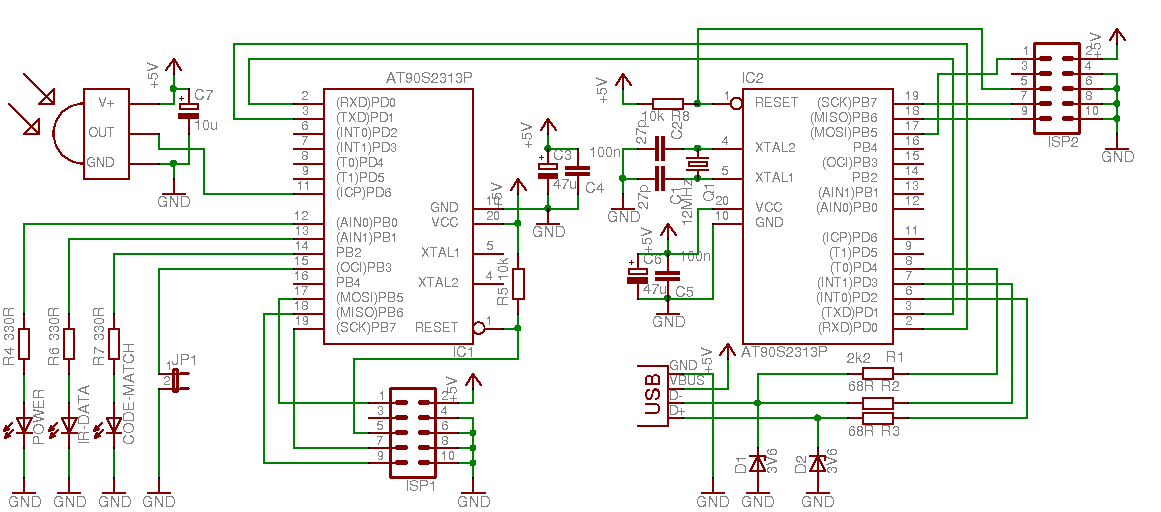 +5V
C7
10u
V+
OUT
GND
GND
AT90S2313P
2 (RXD)PD0
3 (TXD)PD1
6 (INT0)PD2
7 (INT1)PD3
8 (T0)PD4
9 (T1)PD5
11 (ICP)PD6
12 (AIN0)PB0
13 (AIN1)PB1
14 PB2
15 (OCI)PB3
16 PB4
17 (MOSI)PB5
18 (MISO)PB6
19 (SCK)PB7
GND 10
VCC 20
XTAL1 5
XTAL2 4
RESET 1
IC1
+5V
C3
47u
100n
C4
GND
+5V
R5 10k
R4 330R
R6 330R
R7 330R
POWER
IR-DATA
CODE-MATCH
JP1
1
2
GND
GND
GND
GND
+5V
1 2
3 4
5 6
7 8
9 10
ISP1
GND
+5V
10k R8
27p
C2
27p
C1
12MHz
Q1
GND
+5V
C6
47u
100n
C5
GND
IC2
1 RESET
4 XTAL2
5 XTAL1
20 VCC
10 GND
(SCK)PB7 19
(MISO)PB6 18
(MOSI)PB5 17
PB4 16
(OCI)PB3 15
PB2 14
(AIN1)PB1 13
(AIN0)PB0 12
(ICP)PD6 11
(T1)PD5 9
(T0)PD4 8
(INT1)PD3 7
(INT0)PD2 6
(TXD)PD1 3
(RXD)PD0 2
AT90S2313P
+5V
1 2
3 4
5 6
7 8
9 10
ISP2
GND
+5V
USB
GND
VBUS
D-
D+
2k2 R1
68R R2
68R R3
D1
3V6
D2
3V6
GND
GND
GND